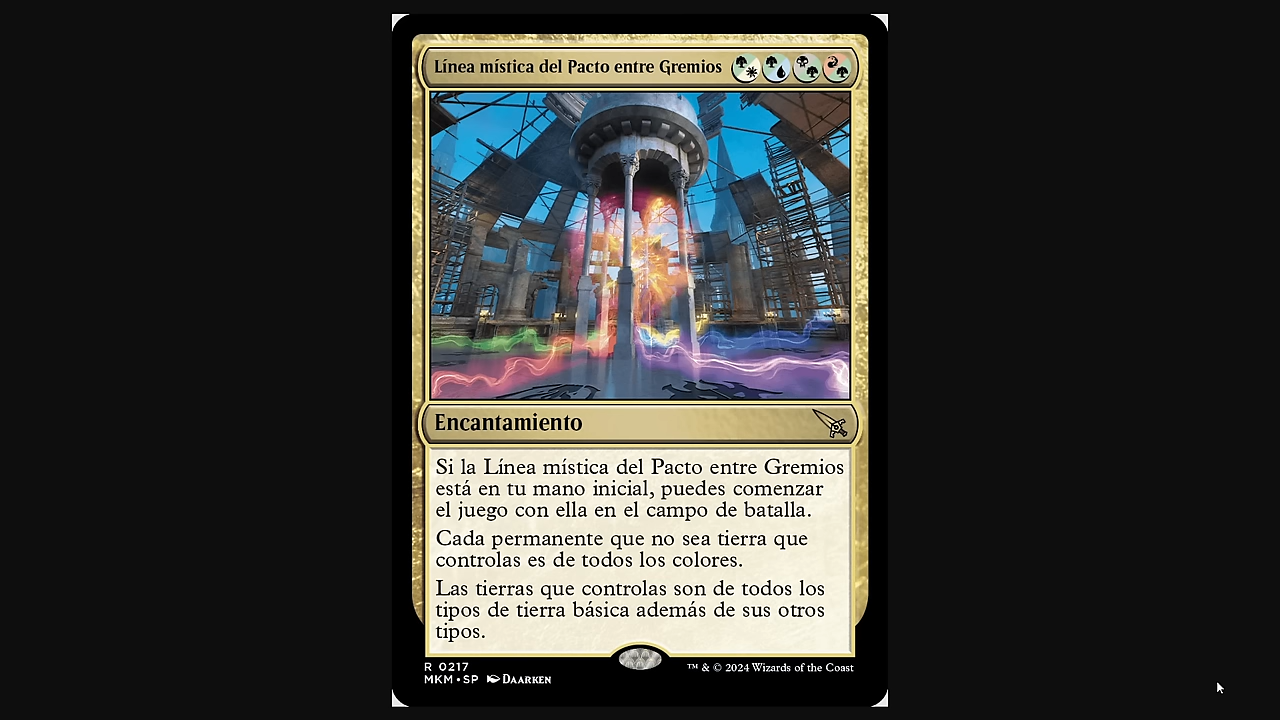 Línea mística del Pacto entre Gremios
Encantamiento
Si la Línea mística del Pacto entre Gremios
está en tu mano inicial, puedes comenzar
el juego con ella en el campo de batalla.
Cada permanente que no sea tierra que
controlas es de todos los colores.
Las tierras que controlas son de todos los
tipos de tierra básica además de sus otros
tipos.
R 0217
MKM • SP DAARKEN
™ & © 2024 Wizards of the Coast